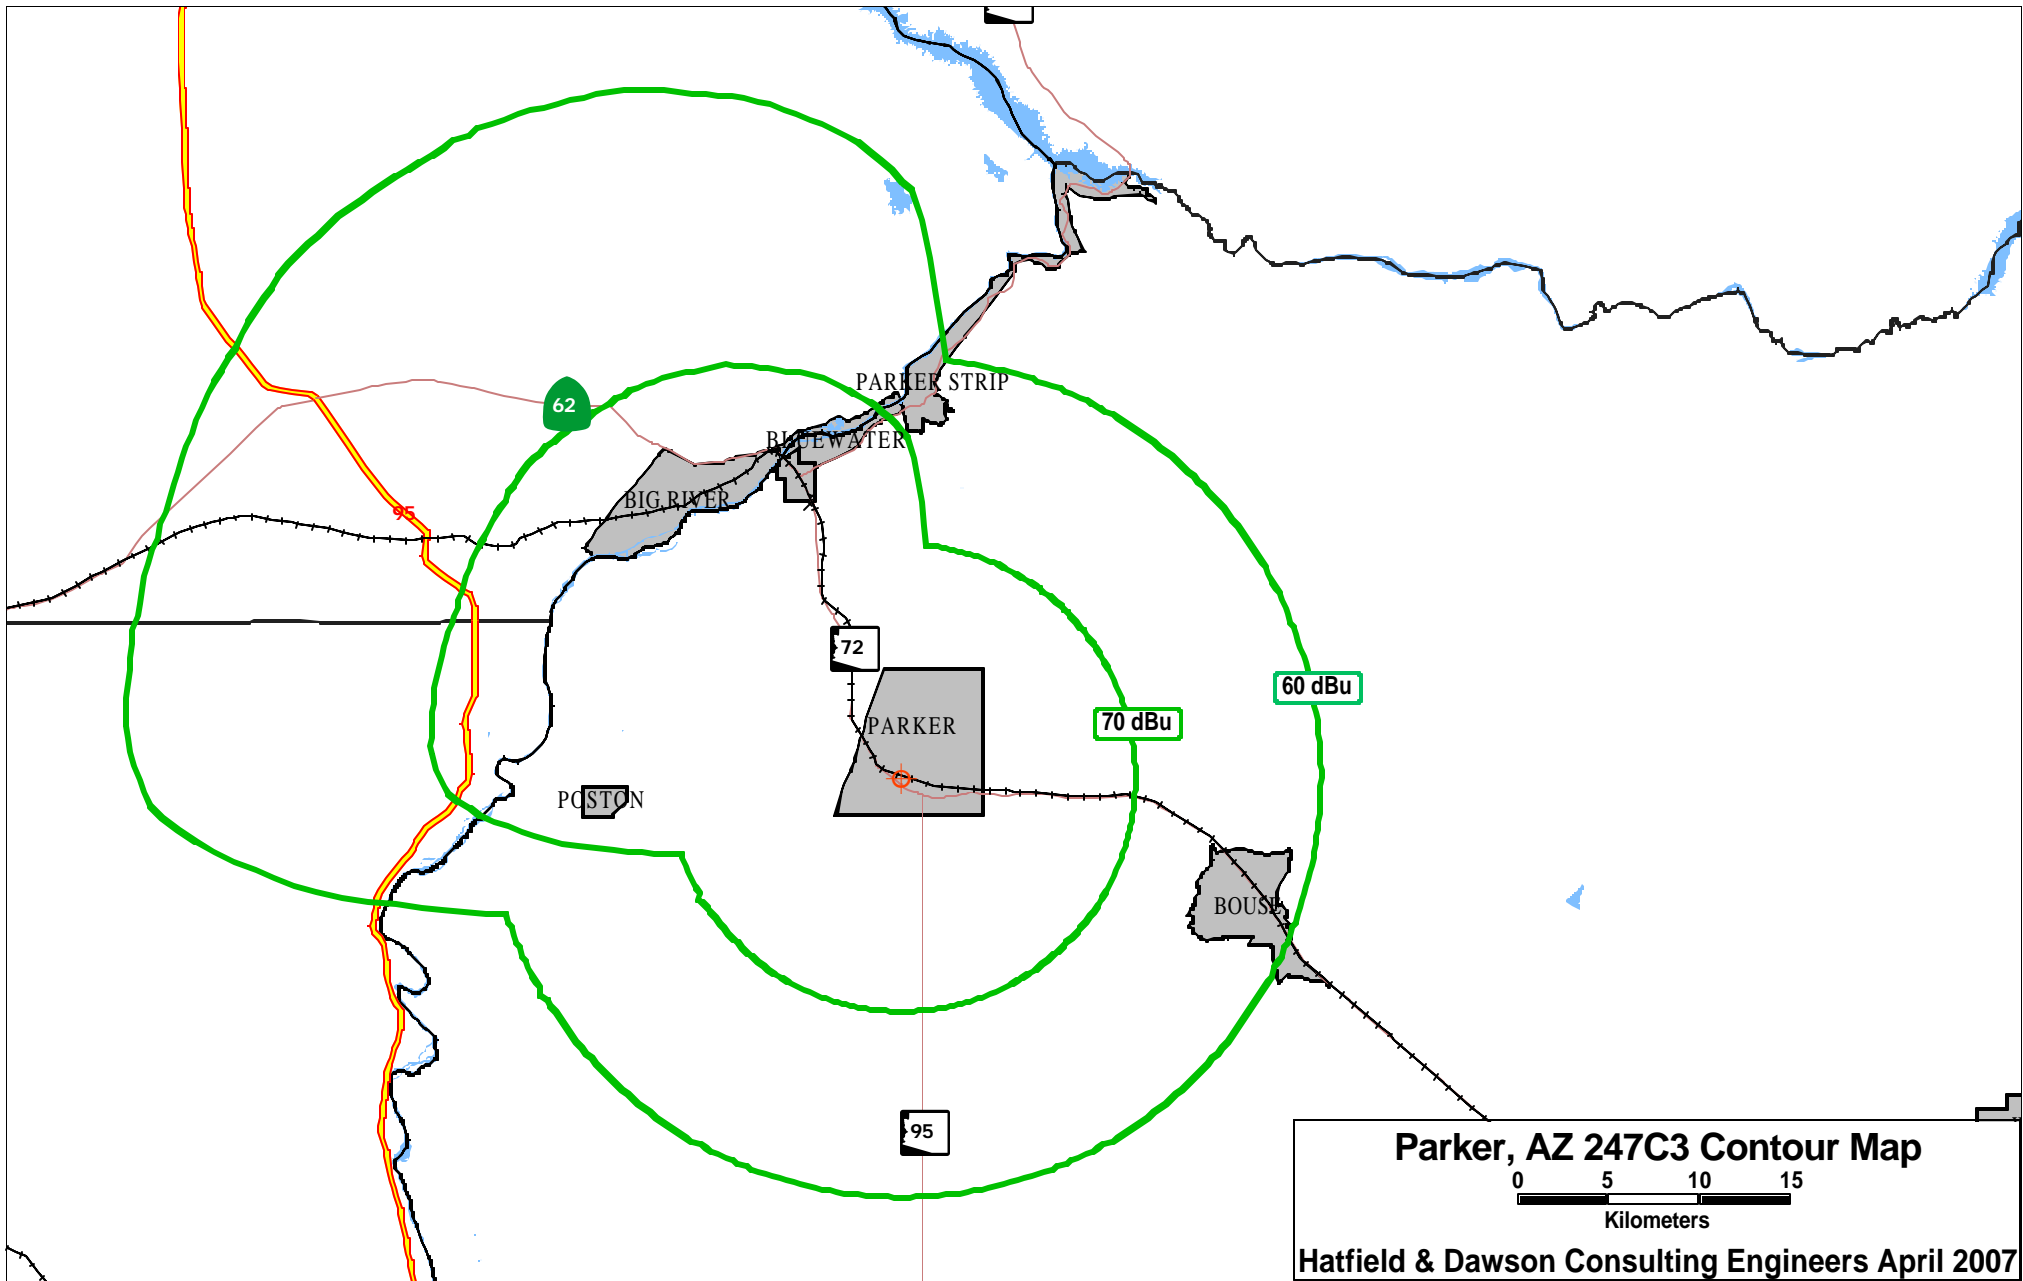 PARKER STRIP
62
BLUEWATER
BIG RIVER
95
72
60 dBu
70 dBu
PARKER
POSTON
BOUSE
95
Parker, AZ 247C3 Contour Map
0 5 10 15
Kilometers
Hatfield & Dawson Consulting Engineers April 2007